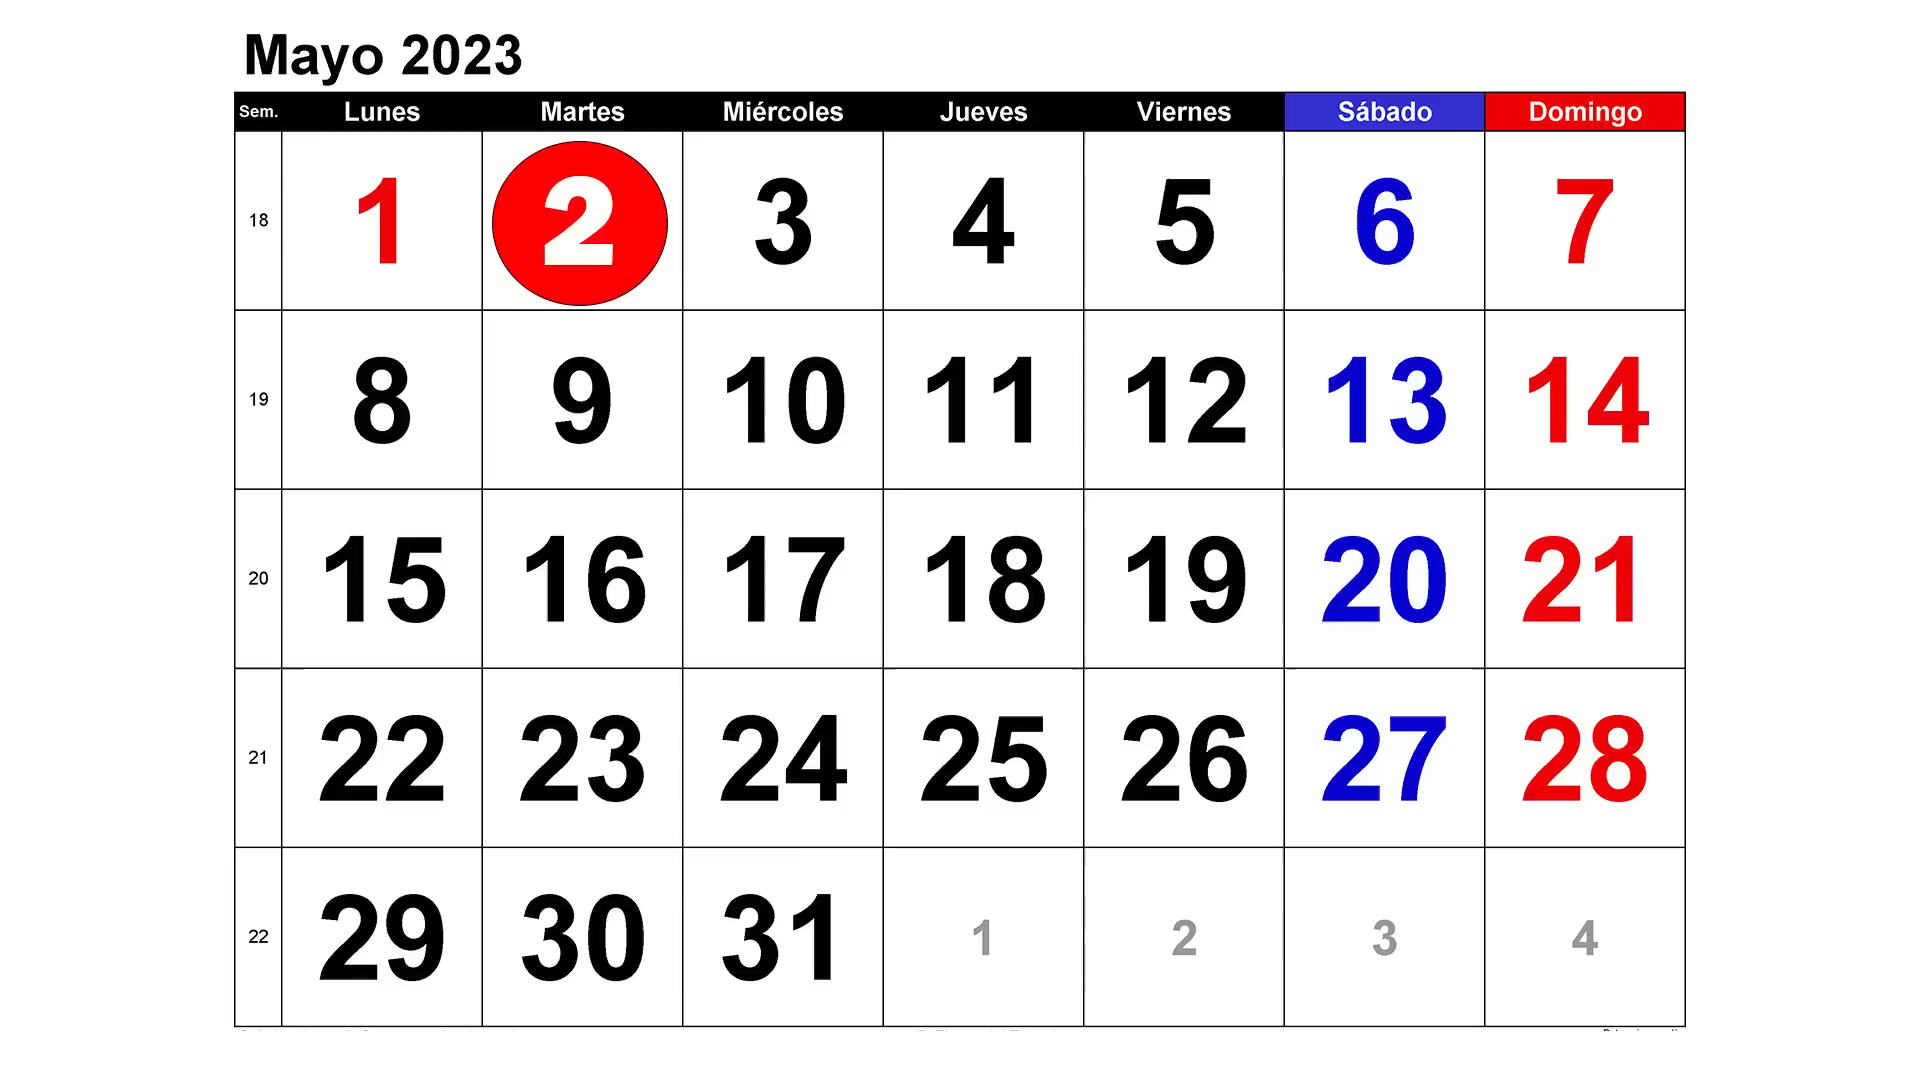 Mayo 2023
Sem. Lunes Martes Miércoles Jueves Viernes Sábado Domingo
18 1 2 3 4 5 6 7
19 8 9 10 11 12 13 14
20 15 16 17 18 19 20 21
21 22 23 24 25 26 27 28
22 29 30 31 1 2 3 4